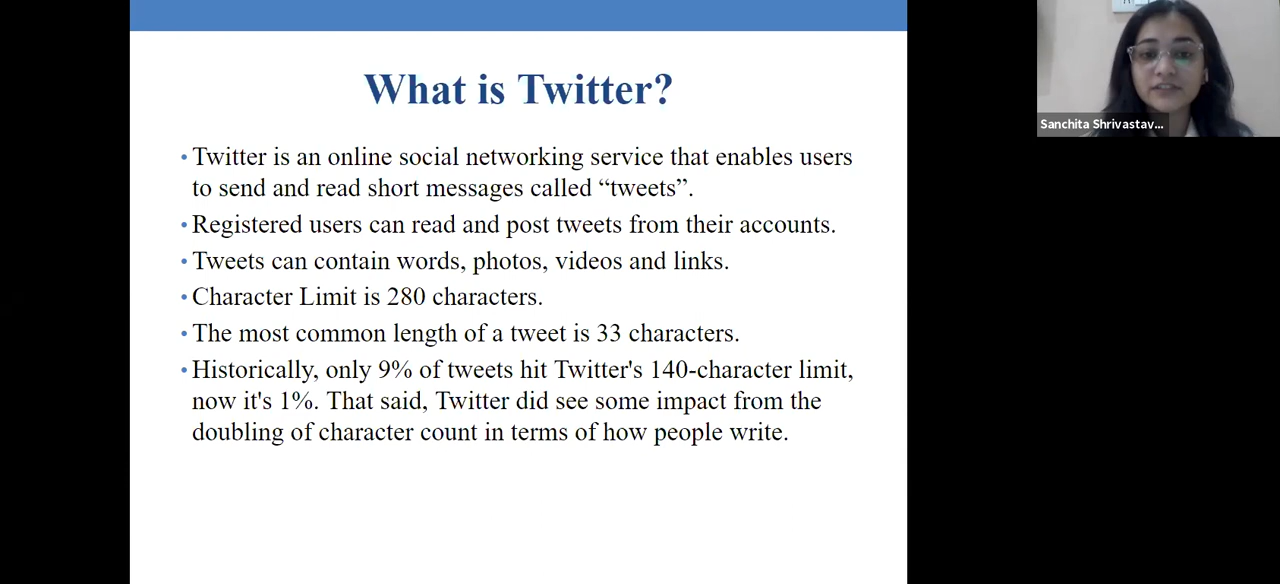 What is Twitter?
• Twitter is an online social networking service that enables users
to send and read short messages called “tweets”.
• Registered users can read and post tweets from their accounts.
• Tweets can contain words, photos, videos and links.
• Character Limit is 280 characters.
• The most common length of a tweet is 33 characters.
• Historically, only 9% of tweets hit Twitter's 140-character limit,
now it's 1%. That said, Twitter did see some impact from the
doubling of character count in terms of how people write.
Sanchita Shrivastav...